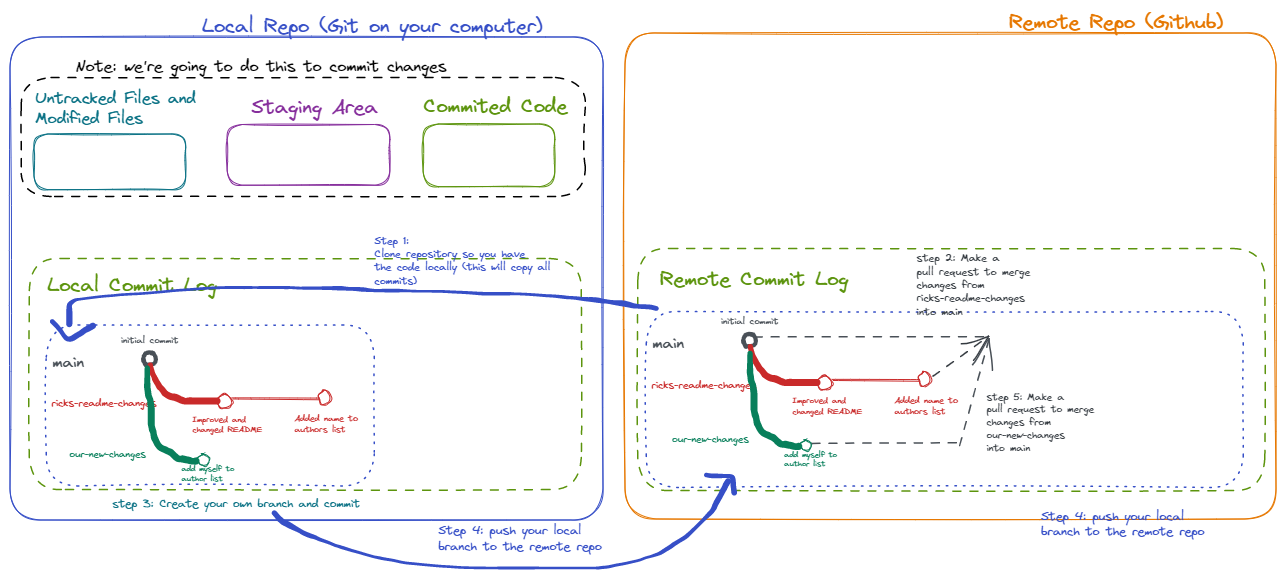 Local Repo (Git on your computer)
Note: we're going to do this to commit changes
Untracked Files and
Modified Files
Staging Area
Commited Code
Step 1:
Clone repository so you have
the code locally (this will copy all
commits)
Local Commit Log
initial commit
main
ricks-readme-changes
Improved and
changed README
Added name to
authors list
our-new-changes
add myself to
author list
step 3: Create your own branch and commit
Step 4: push your local
branch to the remote repo
Remote Repo (Github)
step 2: Make a
pull request to merge
changes from
ricks-readme-changes
into main
Remote Commit Log
initial commit
main
ricks-readme-changes
Improved and
changed README
Added name to
authors list
our-new-changes
add myself to
author list
step 5: Make a
pull request to merge
changes from
our-new-changes
into main
Step 4: push your local
branch to the remote repo